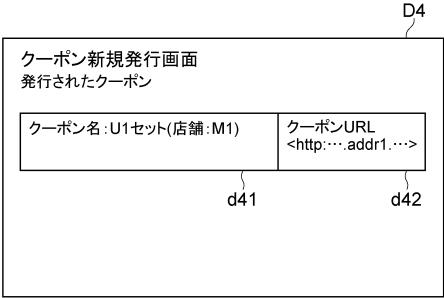 D4
クーポン新規発行画面
発行されたクーポン
クーポン名:U1セット(店舗:M1)
クーポンURL
<http:….addr1.…>
d41
d42